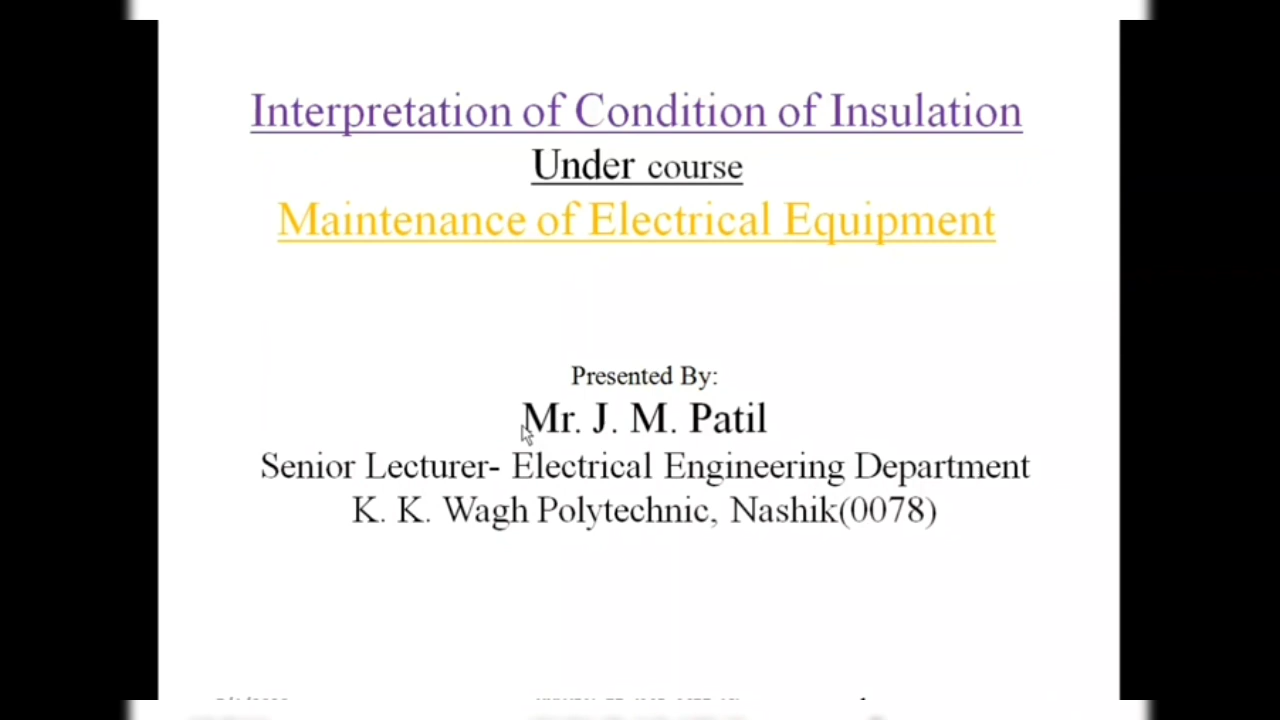 Interpretation of Condition of Insulation
Under course
Maintenance of Electrical Equipment
Presented By:
Mr. J. M. Patil
Senior Lecturer- Electrical Engineering Department
K. K. Wagh Polytechnic, Nashik(0078)